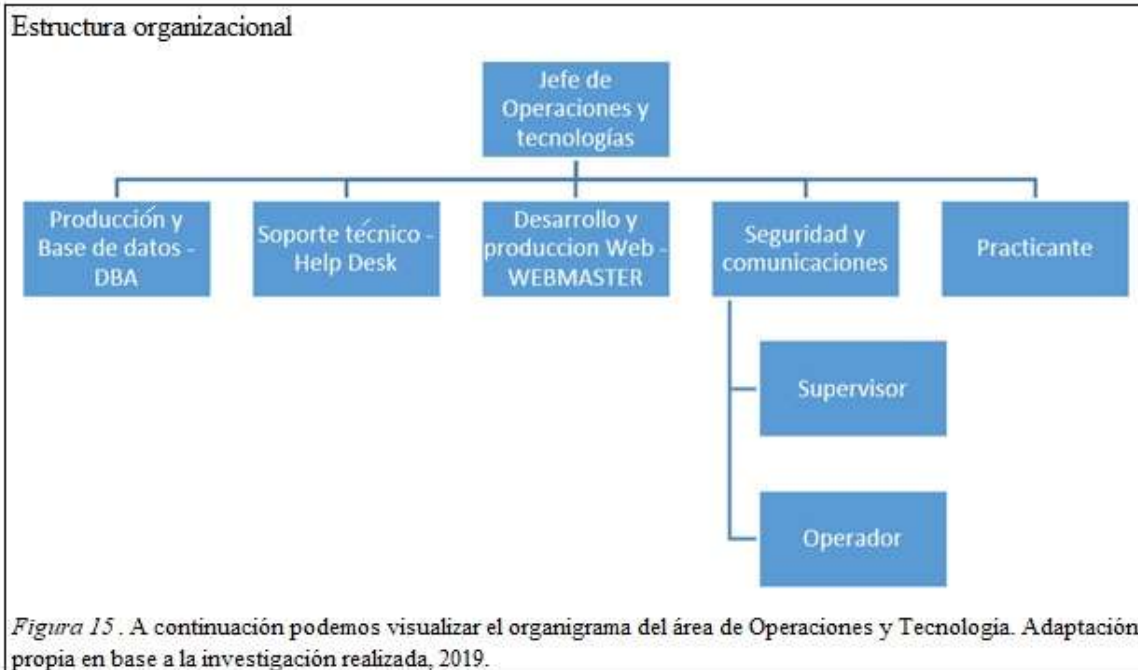 Estructura organizacional
Jefe de
Operaciones y
tecnologías
Producción y
Base de datos -
DBA
Soporte técnico -
Help Desk
Desarrollo y
produccion Web -
WEBMASTER
Seguridad y
comunicaciones
Practicante
Supervisor
Operador
Figura 15 . A continuación podemos visualizar el organigrama del área de Operaciones y Tecnología. Adaptación
propia en base a la investigación realizada, 2019.